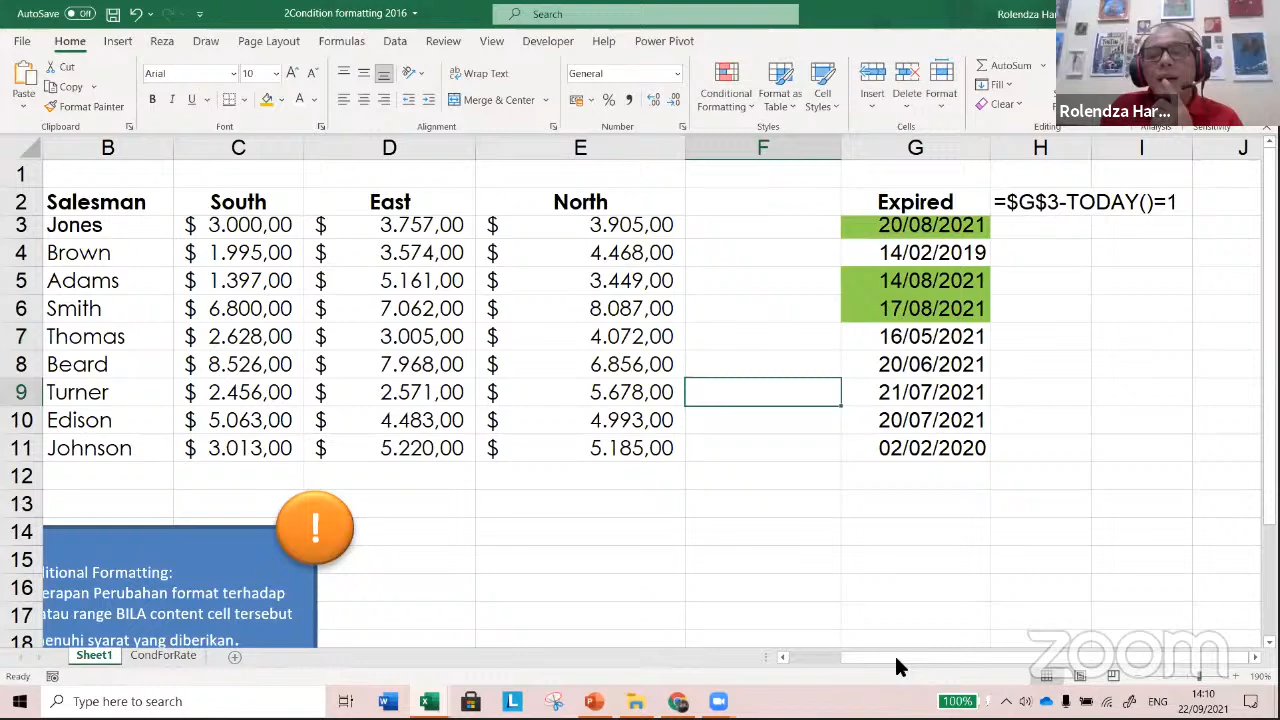 AutoSave Off 2Condition formatting 2016 Search Rolendza Har
File Home Insert Reza Draw Page Layout Formulas Data Review View Developer Help Power Pivot
Paste Cut Copy Format Painter Clipboard
Arial 10 B I U Font
Wrap Text Merge & Center Alignment
General % Number
Conditional Formatting Format as Table Cell Styles Styles
Insert Delete Format Cells
AutoSum Fill Clear Editing
Analysis Sensitivity
Rolendza Har...
B C D E F G H I J
1
2 Salesman South East North Expired =$G$3-TODAY()=1
3 Jones $ 3.000,00 $ 3.757,00 $ 3.905,00 20/08/2021
4 Brown $ 1.995,00 $ 3.574,00 $ 4.468,00 14/02/2019
5 Adams $ 1.397,00 $ 5.161,00 $ 3.449,00 14/08/2021
6 Smith $ 6.800,00 $ 7.062,00 $ 8.087,00 17/08/2021
7 Thomas $ 2.628,00 $ 3.005,00 $ 4.072,00 16/05/2021
8 Beard $ 8.526,00 $ 7.968,00 $ 6.856,00 20/06/2021
9 Turner $ 2.456,00 $ 2.571,00 $ 5.678,00 21/07/2021
10 Edison $ 5.063,00 $ 4.483,00 $ 4.993,00 20/07/2021
11 Johnson $ 3.013,00 $ 5.220,00 $ 5.185,00 02/02/2020
12
13
14
15
16
17
18
!
ditional Formatting:
erapan Perubahan format terhadap
atau range BILA content cell tersebut
nenuhi syarat yang diberikan.
zoom
Sheet1 CondForRate
Ready 190%
Type here to search 100% ENG 14:10
22/09/2021